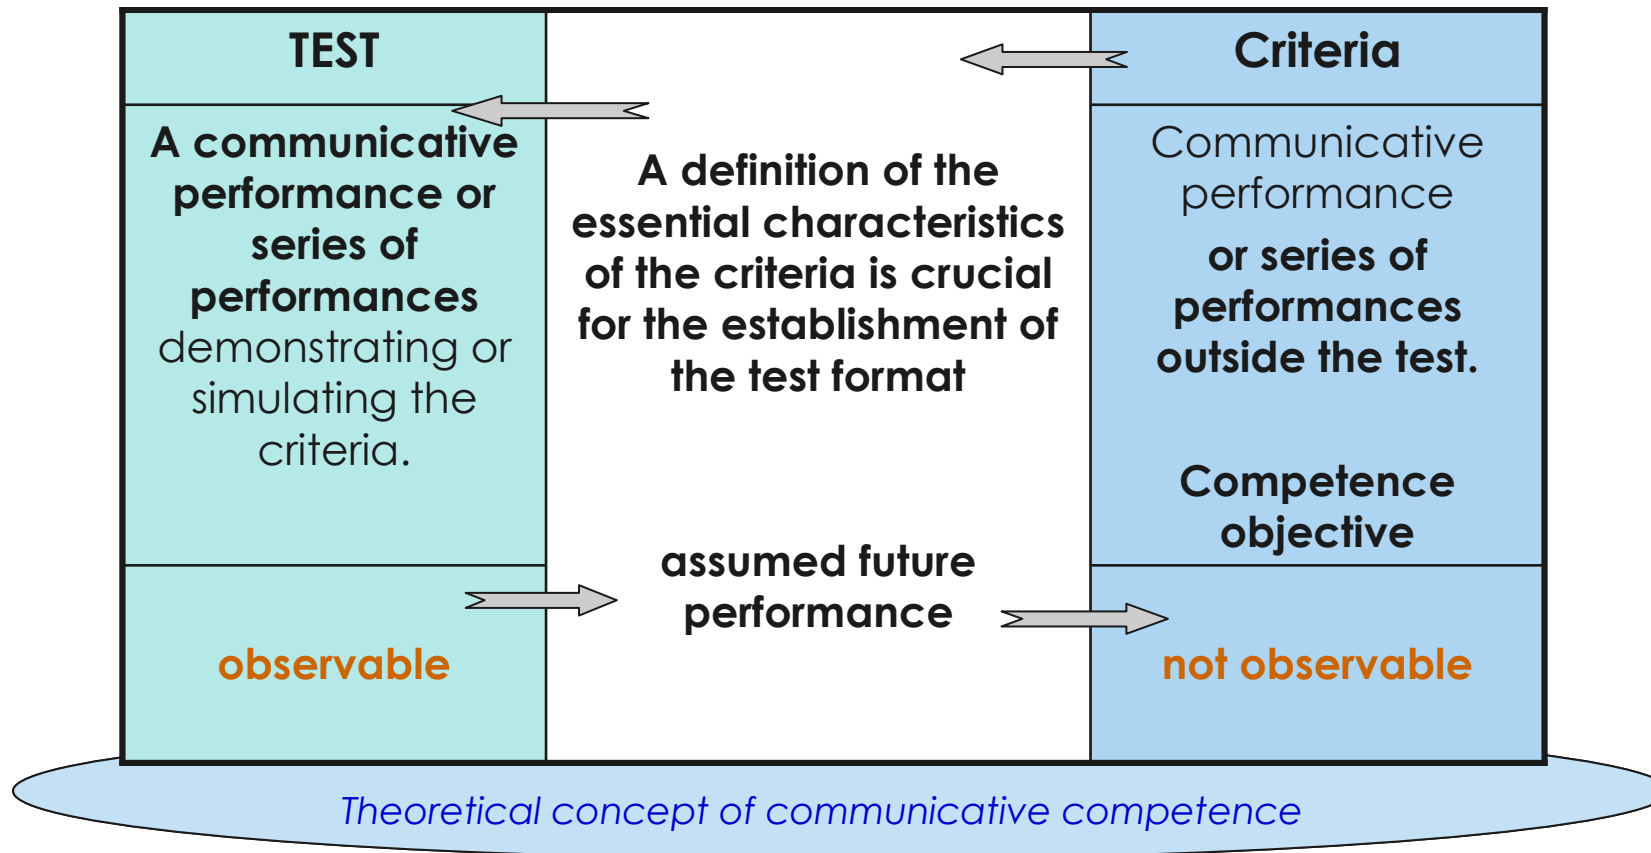 TEST
A communicative
performance or
series of
performances
demonstrating or
simulating the
criteria.
observable
A definition of the
essential characteristics
of the criteria is crucial
for the establishment of
the test format
assumed future
performance
Criteria
Communicative
performance
or series of
performances
outside the test.
Competence
objective
not observable
Theoretical concept of communicative competence